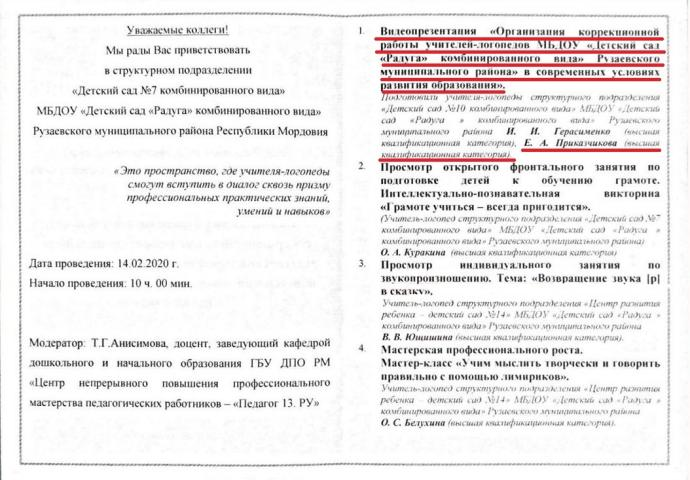 Уважаемые коллеги!
Мы рады Вас приветствовать
в структурном подразделении
«Детский сад №7 комбинированного вида»
МБДОУ «Детский сад «Радуга» комбинированного вида»
Рузаевского муниципального района Республики Мордовия
«Это пространство, где учителя-логопеды
смогут вступить в диалог сквозь призму
профессиональных практических знаний,
умений и навыков»
Дата проведения: 14.02.2020 г.
Начало проведения: 10 ч. 00 мин.
Модератор: Т.Г.Анисимова, доцент, заведующий кафедрой
дошкольного и начального образования ГБУ ДПО РМ
«Центр непрерывного повышения профессионального
мастерства педагогических работников – «Педагог 13. РУ»
1. Видеопрезентация «Организация коррекционной
работы учителей-логопедов МБДОУ «Детский сад
«Радуга» комбинированного вида» Рузаевского
муниципального района» в современных условиях
развития образования».
Подготовили учителя-логопеды структурного подразделения
«Детский сад №10 комбинированного вида» МБДОУ «Детский
сад «Радуга » комбинированного вида» Рузаевского
муниципального района И. И. Герасименко (высшая
квалификационная категория), Е. А. Приказчикова (высшая
квалификационная категория).
2. Просмотр открытого фронтального занятия по
подготовке детей к обучению грамоте.
Интеллектуально-познавательная викторина
«Грамоте учиться – всегда пригодится».
(Учитель-логопед структурного подразделения «Детский сад №7
комбинированного вида» МБДОУ «Детский сад «Радуга »
комбинированного вида» Рузаевского муниципального района)
О. А. Куракина (высшая квалификационная категория)
3. Просмотр индивидуального занятия по
звукопроизношению. Тема: «Возвращение звука [р]
в сказку».
Учитель-логопед структурного подразделения «Центр развития
ребенка – детский сад №14» МБДОУ «Детский сад «Радуга »
комбинированного вида» Рузаевского муниципального района
В. В. Ющишина (высшая квалификационная категория).
4. Мастерская профессионального роста.
Мастер-класс «Учим мыслить творчески и говорить
правильно с помощью лимириков».
Учитель-логопед структурного подразделения «Центр развития
ребенка – детский сад №14» МБДОУ «Детский сад «Радуга »
комбинированного вида» Рузаевского муниципального района
О. С. Белухина (высшая квалификационная категория).